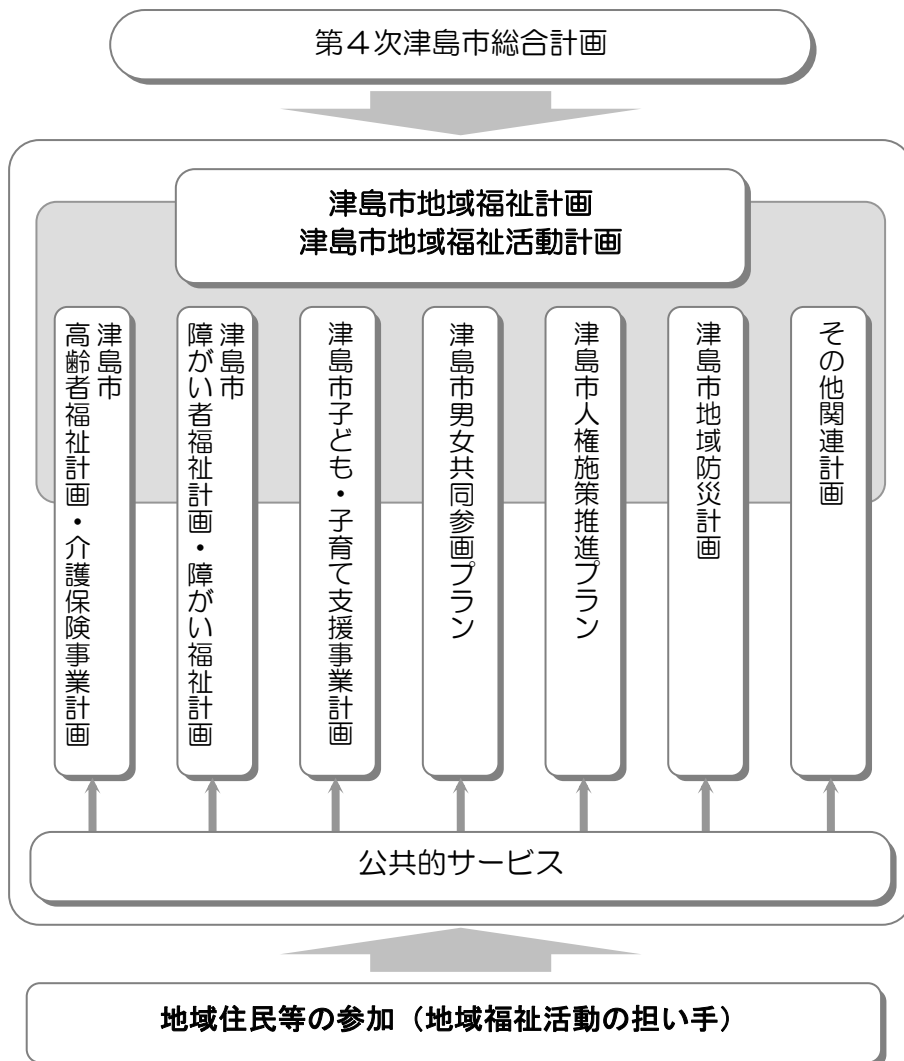 第４次津島市総合計画
津島市地域福祉計画
津島市地域福祉活動計画
津島市
高齢者福祉計画・介護保険事業計画
津島市
障がい者福祉計画・障がい福祉計画
津島市子ども・子育て支援事業計画
津島市男女共同参画プラン
津島市人権施策推進プラン
津島市地域防災計画
その他関連計画
公共的サービス
地域住民等の参加（地域福祉活動の担い手）